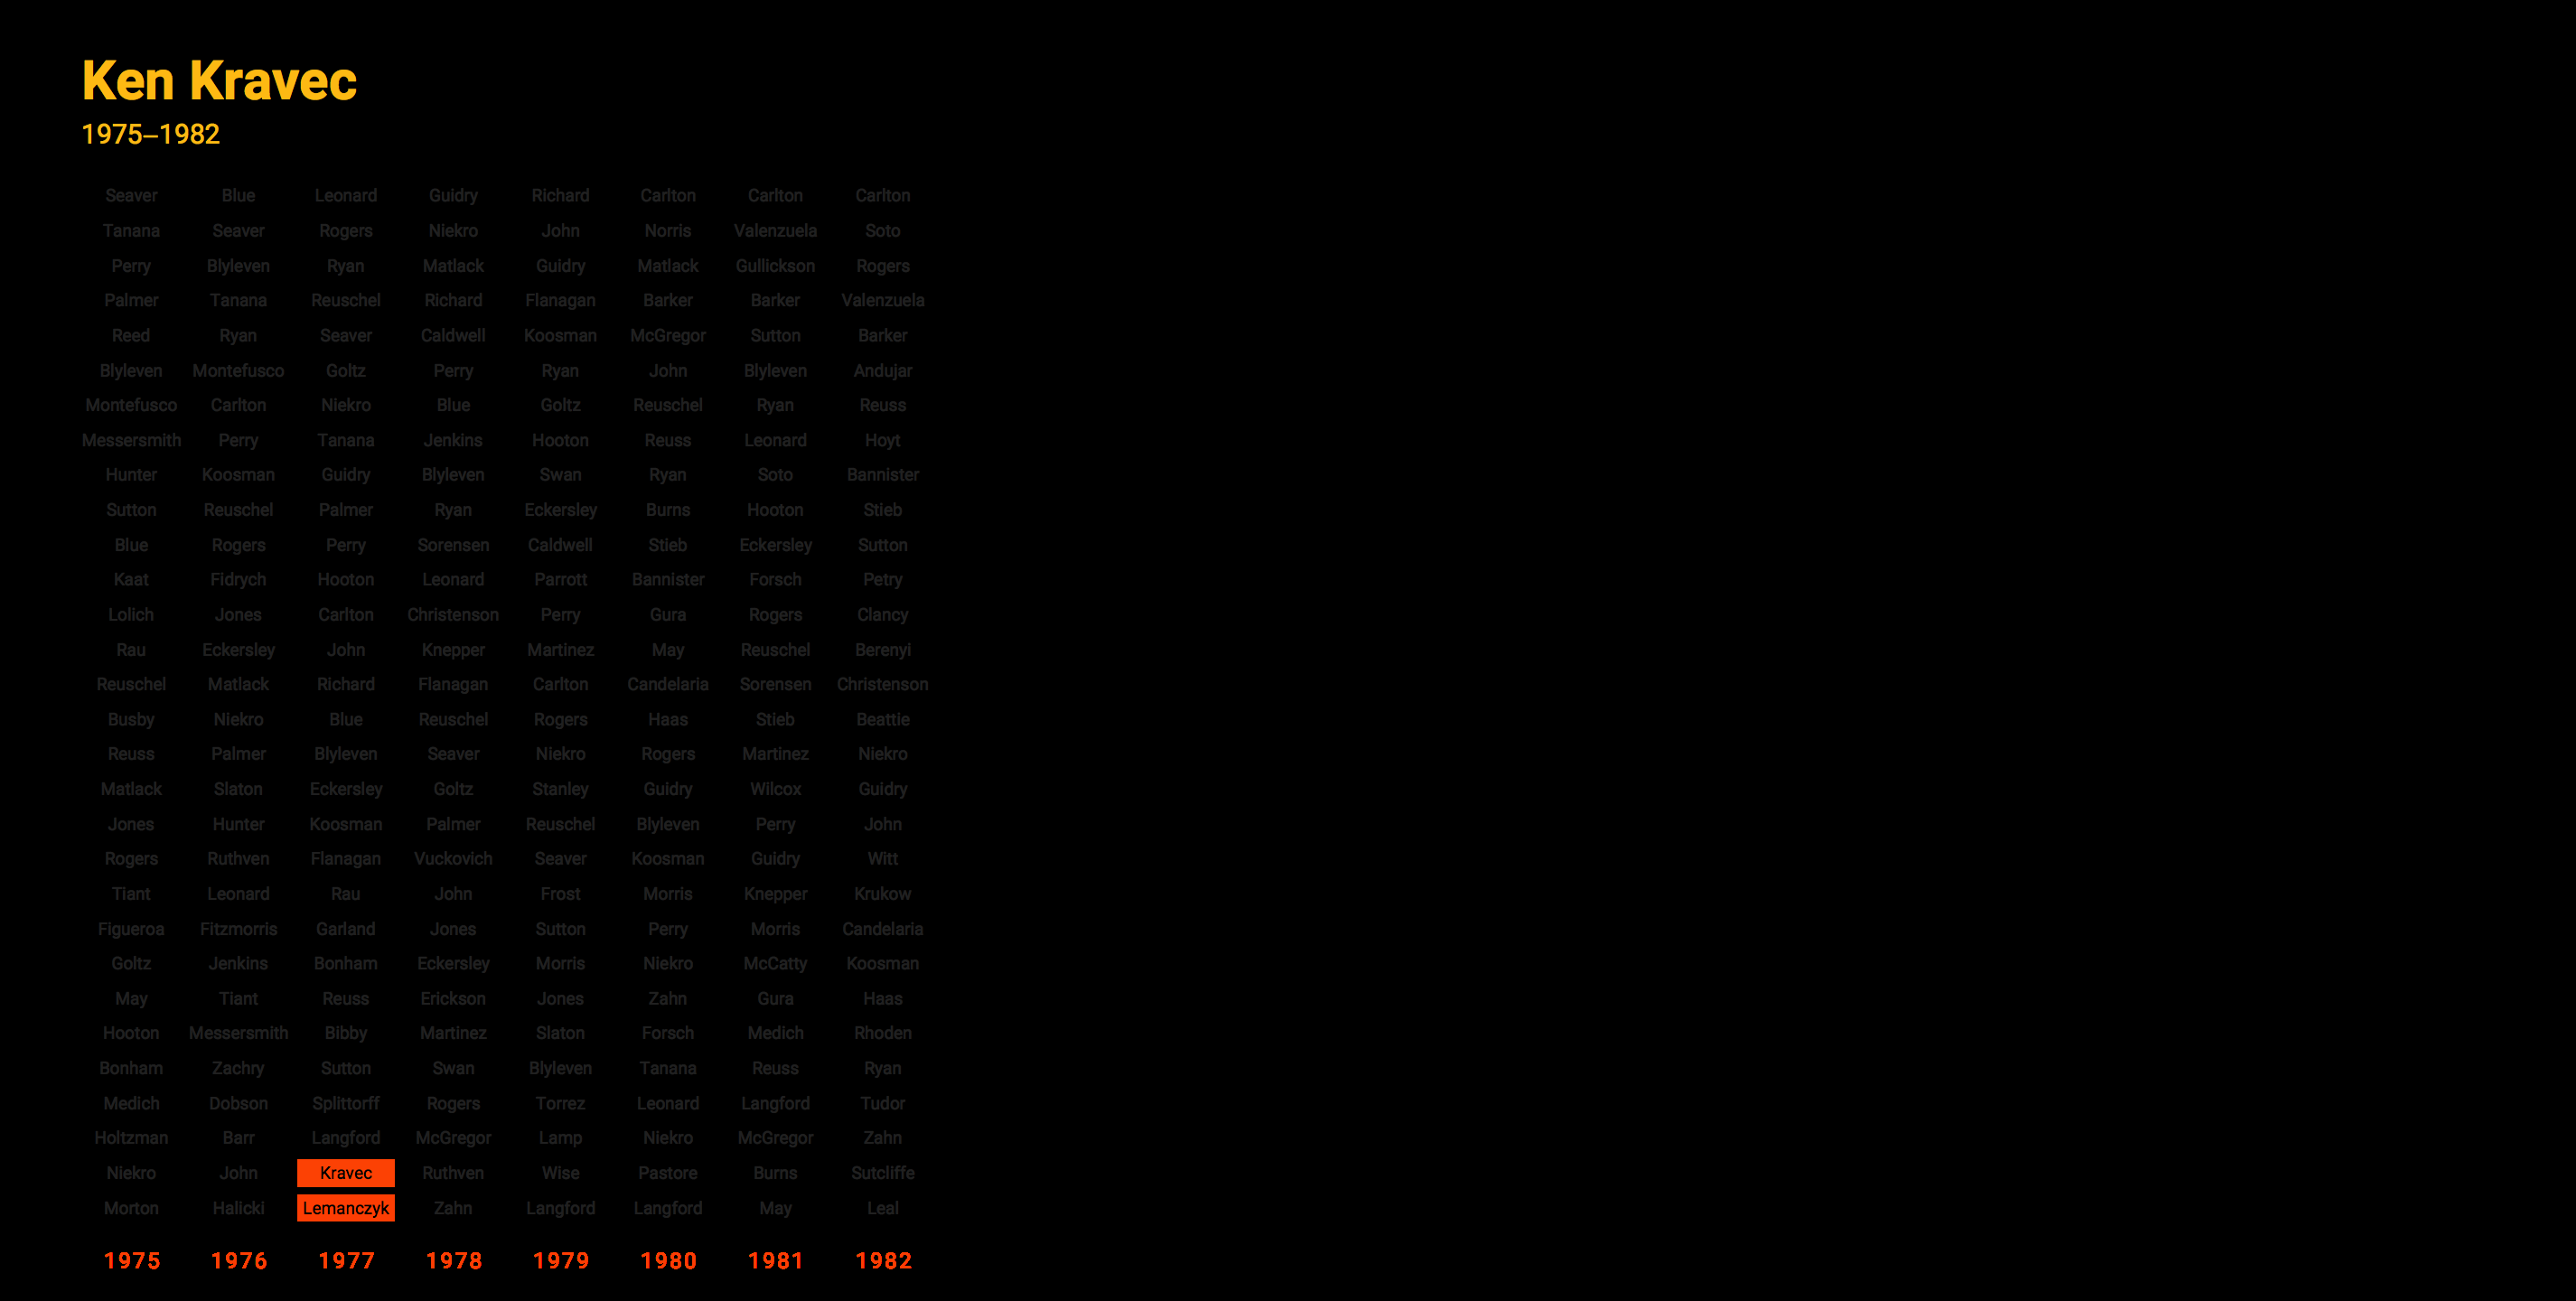 Ken Kravec
1975–1982
Seaver Blue Leonard Guidry Richard Carlton Carlton Carlton
Tanana Seaver Rogers Niekro John Norris Valenzuela Soto
Perry Blyleven Ryan Matlack Guidry Matlack Gullickson Rogers
Palmer Tanana Reuschel Richard Flanagan Barker Barker Valenzuela
Reed Ryan Seaver Caldwell Koosman McGregor Sutton Barker
Blyleven Montefusco Goltz Perry Ryan John Blyleven Andujar
Montefusco Carlton Niekro Blue Goltz Reuschel Ryan Reuss
Messersmith Perry Tanana Jenkins Hooton Reuss Leonard Hoyt
Hunter Koosman Guidry Blyleven Swan Ryan Soto Bannister
Sutton Reuschel Palmer Ryan Eckersley Burns Hooton Stieb
Blue Rogers Perry Sorensen Caldwell Stieb Eckersley Sutton
Kaat Fidrych Hooton Leonard Parrott Bannister Forsch Petry
Lolich Jones Carlton Christenson Perry Gura Rogers Clancy
Rau Eckersley John Knepper Martinez May Reuschel Berenyi
Reuschel Matlack Richard Flanagan Carlton Candelaria Sorensen Christenson
Busby Niekro Blue Reuschel Rogers Haas Stieb Beattie
Reuss Palmer Blyleven Seaver Niekro Rogers Martinez Niekro
Matlack Slaton Eckersley Goltz Stanley Guidry Wilcox Guidry
Jones Hunter Koosman Palmer Reuschel Blyleven Perry John
Rogers Ruthven Flanagan Vuckovich Seaver Koosman Guidry Witt
Tiant Leonard Rau John Frost Morris Knepper Krukow
Figueroa Fitzmorris Garland Jones Sutton Perry Morris Candelaria
Goltz Jenkins Bonham Eckersley Morris Niekro McCatty Koosman
May Tiant Reuss Erickson Jones Zahn Gura Haas
Hooton Messersmith Bibby Martinez Slaton Forsch Medich Rhoden
Bonham Zachry Sutton Swan Blyleven Tanana Reuss Ryan
Medich Dobson Splittorff Rogers Torrez Leonard Langford Tudor
Holtzman Barr Langford McGregor Lamp Niekro McGregor Zahn
Niekro John Kravec Ruthven Wise Pastore Burns Sutcliffe
Morton Halicki Lemanczyk Zahn Langford Langford May Leal
1975 1976 1977 1978 1979 1980 1981 1982